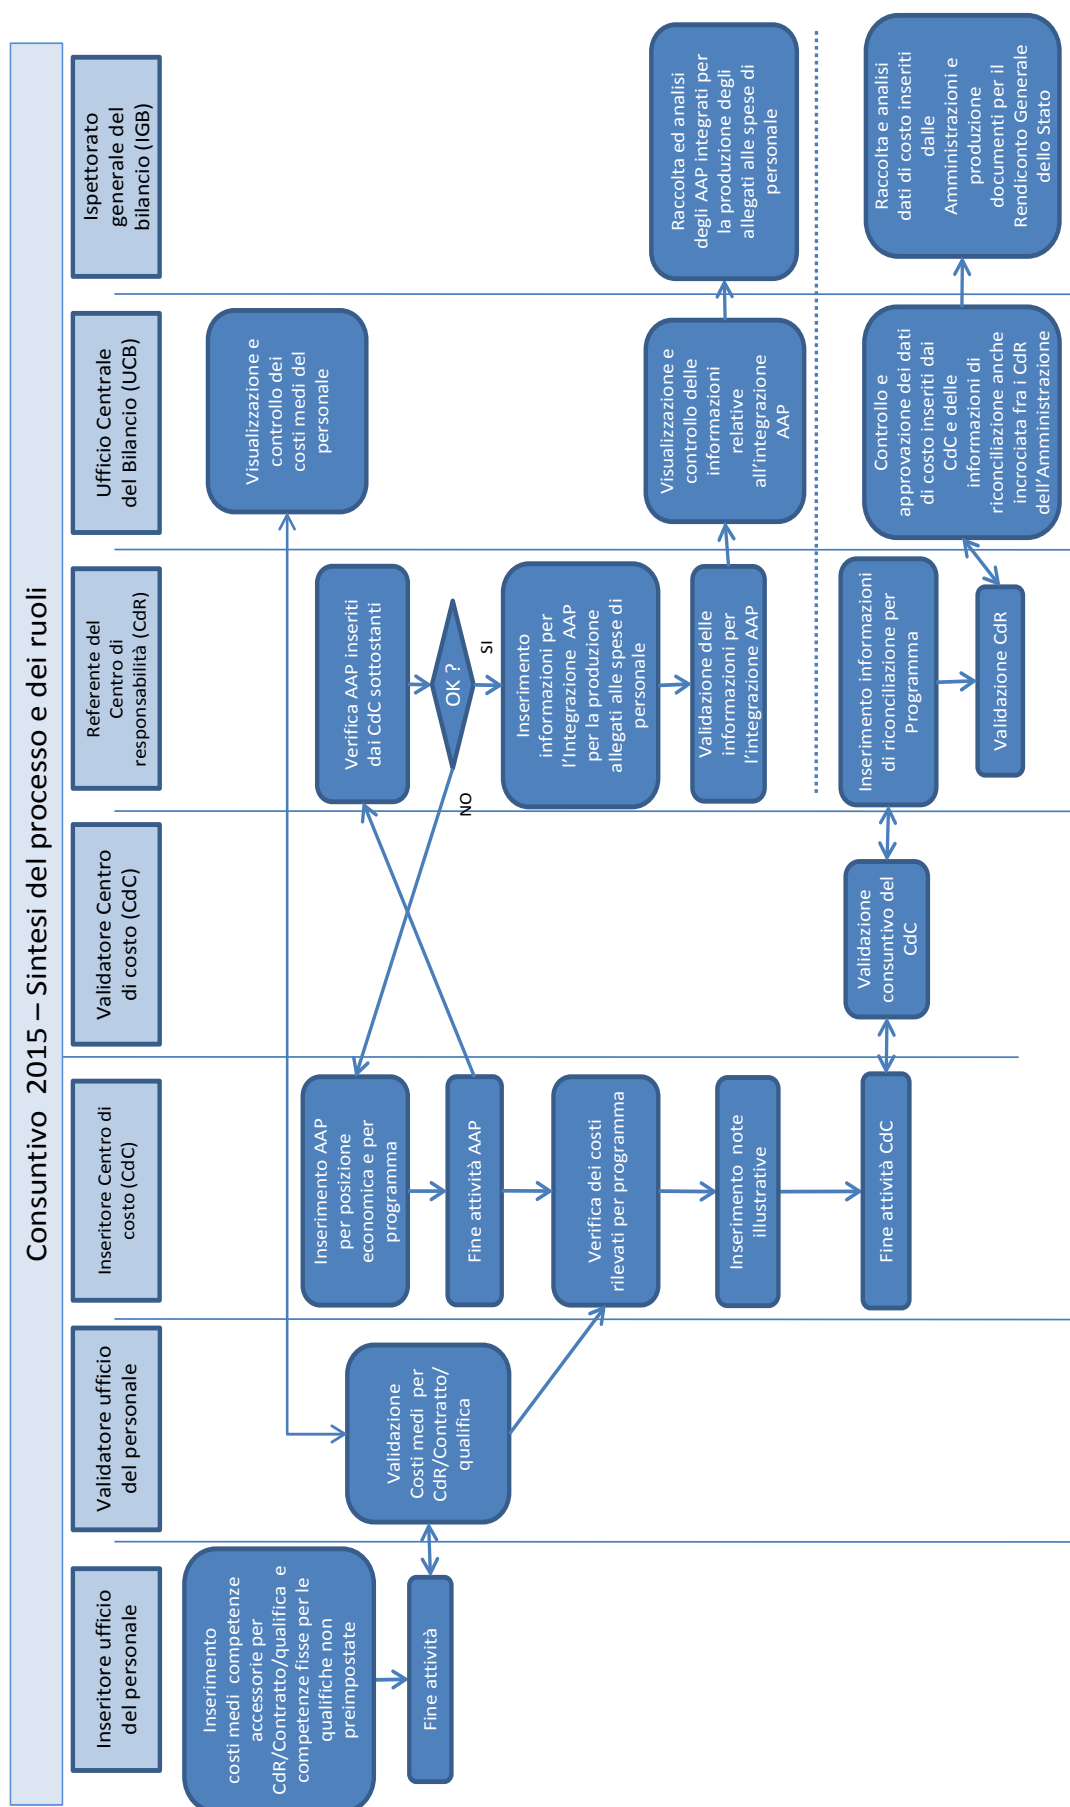 Consuntivo 2015 – Sintesi del processo e dei ruoli
Inseritore ufficio
del personale
Validatore ufficio
del personale
Inseritore Centro di
costo (CdC)
Validatore Centro
di costo (CdC)
Referente del
Centro di
responsabilità (CdR)
Ufficio Centrale
del Bilancio (UCB)
Ispettorato
generale del
bilancio (IGB)
Inserimento
costi medi competenze
accessorie per
CdR/Contratto/qualifica e
competenze fisse per le
qualifiche non
preimpostate
Fine attività
Validazione
Costi medi per
CdR/Contratto/
qualifica
Visualizzazione e
controllo dei
costi medi del
personale
Inserimento AAP
per posizione
economica e per
programma
Fine attività AAP
Verifica dei costi
rilevati per programma
Inserimento note
illustrative
Fine attività CdC
Validazione
consuntivo del
CdC
Verifica AAP inseriti
dai CdC sottostanti
OK ?
NO
SI
Inserimento
informazioni per
l’Integrazione AAP
per la produzione
allegati alle spese di
personale
Validazione delle
informazioni per
l’integrazione AAP
Visualizzazione e
controllo delle
informazioni
relative
all’integrazione
AAP
Raccolta ed analisi
degli AAP integrati per
la produzione degli
allegati alle spese di
personale
Inserimento informazioni
di riconciliazione per
Programma
Validazione CdR
Controllo e
approvazione dei dati
di costo inseriti dai
CdC e delle
informazioni di
riconciliazione anche
incrociata fra i CdR
dell’Amministrazione
Raccolta e analisi
dati di costo inseriti
dalle
Amministrazioni e
produzione
documenti per il
Rendiconto Generale
dello Stato